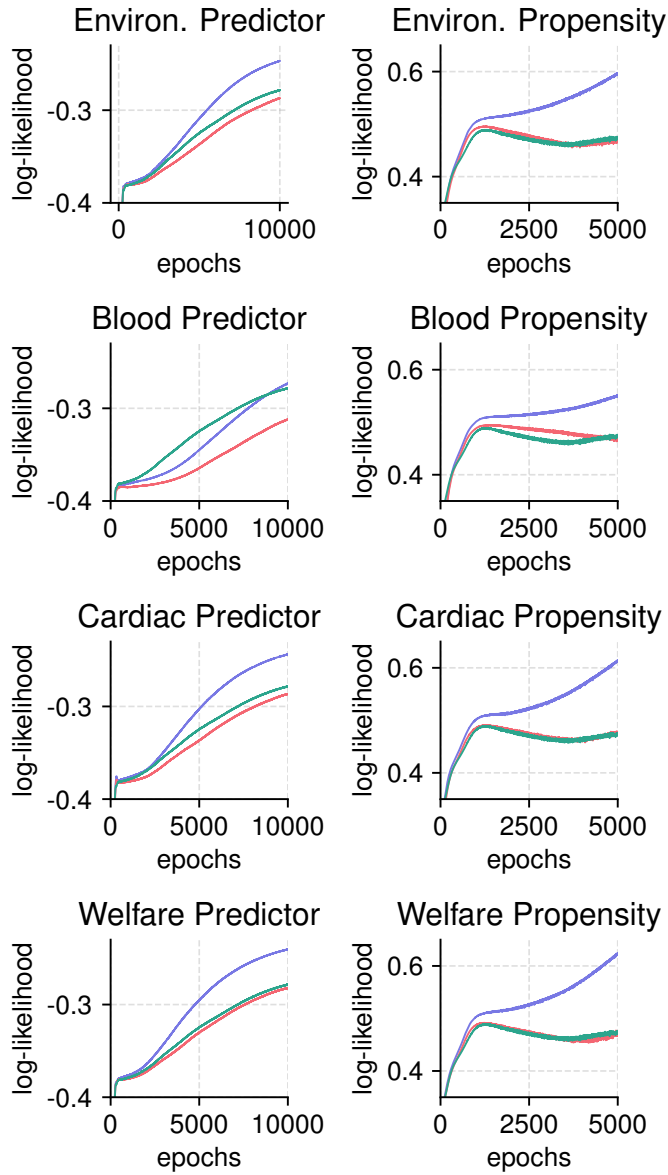 Environ. Predictor
log-likelihood
-0.3
-0.4
0
10000
epochs
Environ. Propensity
log-likelihood
0.6
0.4
2500
5000
epochs
Blood Predictor
log-likelihood
-0.3
-0.4
0
5000
10000
epochs
Blood Propensity
log-likelihood
0.6
0.4
0
2500
5000
epochs
Cardiac Predictor
log-likelihood
-0.3
-0.4
0
5000
10000
epochs
Cardiac Propensity
log-likelihood
0.6
0.4
0
2500
5000
epochs
Welfare Predictor
log-likelihood
-0.3
-0.4
0
5000
10000
epochs
Welfare Propensity
log-likelihood
0.6
0.4
0
2500
5000
epochs